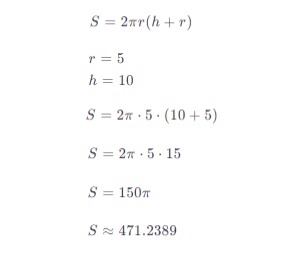 S = 2πr(h + r)
r = 5
h = 10
S = 2π · 5 · (10 + 5)
S = 2π · 5 · 15
S = 150π
S ≈ 471.2389